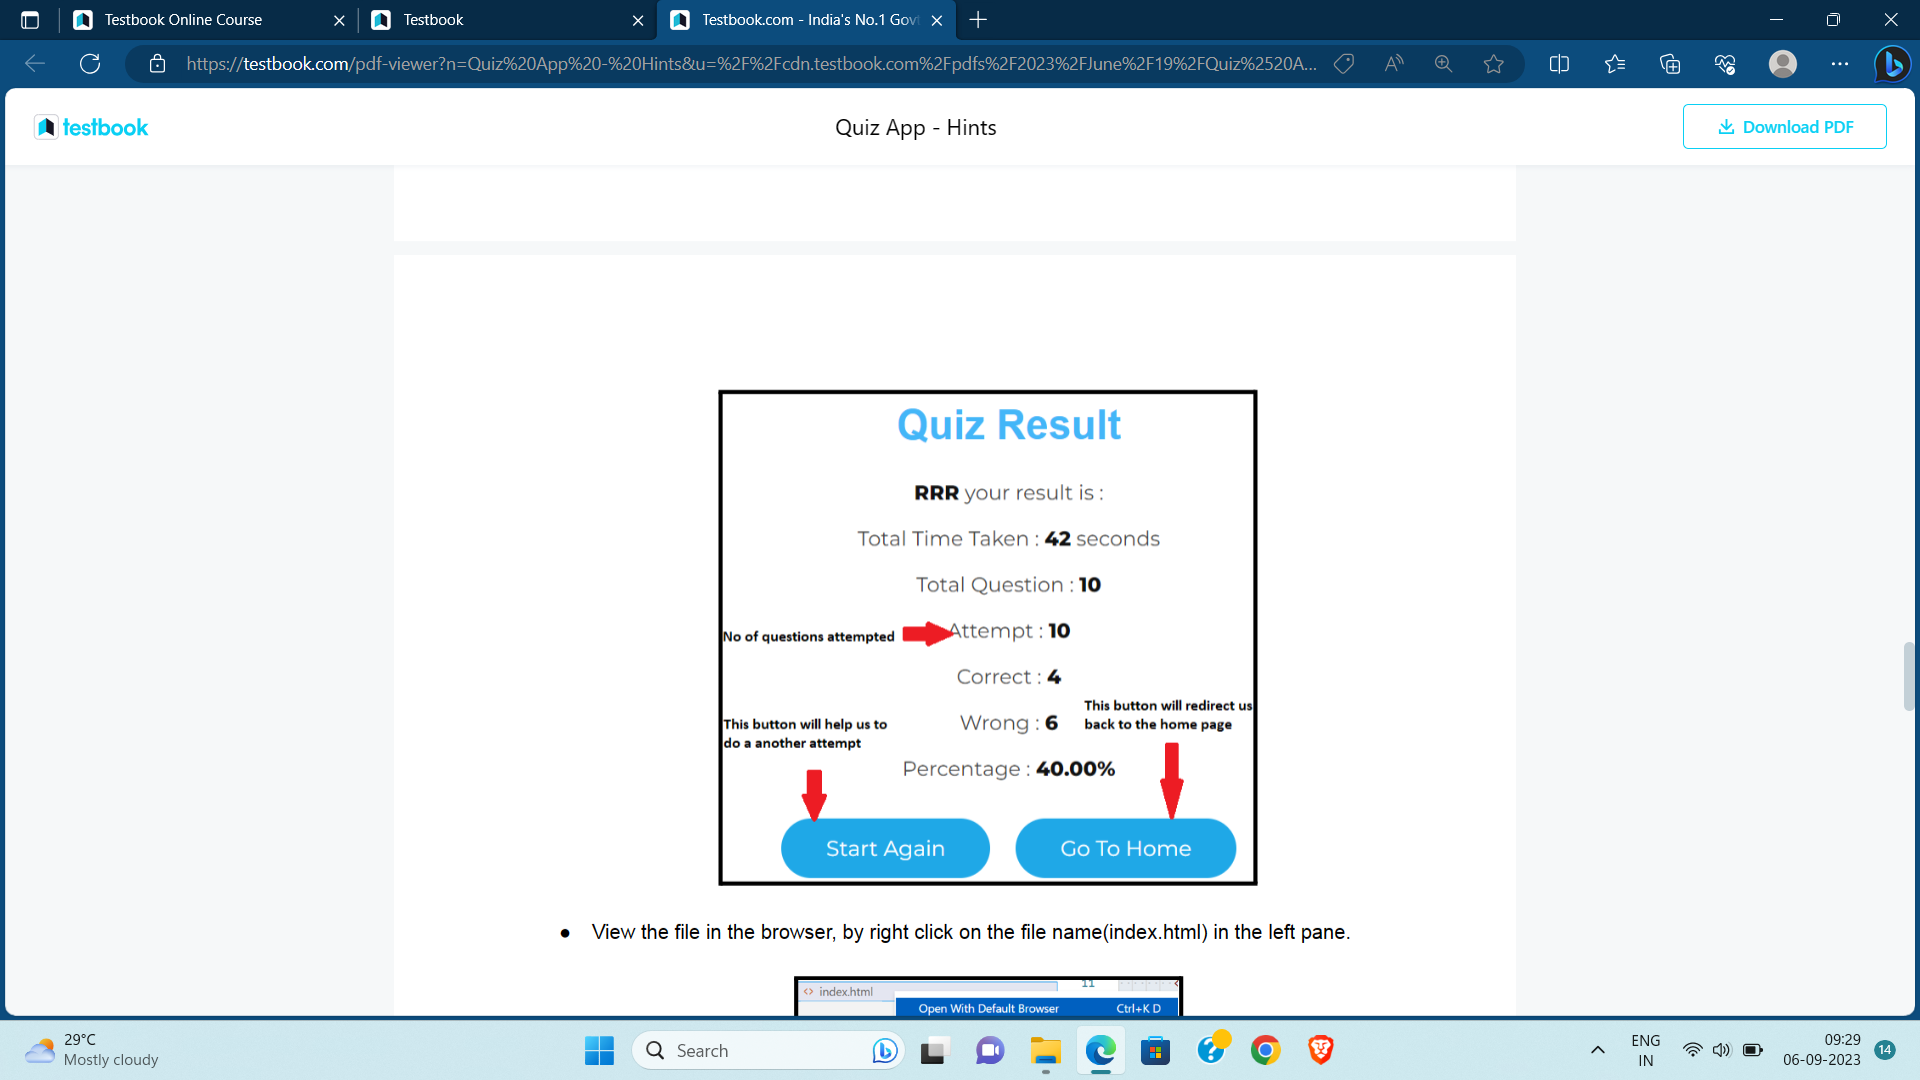 Testbook Online Course
Testbook
Testbook.com - India's No.1 Gov
https://testbook.com/pdf-viewer?n=Quiz%20App%20-%20Hints&u=%2F%2Fcdn.testbook.com%2Fpdfs%2F2023%2FJune%2F19%2FQuiz%2520A...
testbook
Quiz App - Hints
Download PDF
Quiz Result
RRR your result is :
Total Time Taken : 42 seconds
Total Question : 10
No of questions attempted
Attempt : 10
Correct : 4
This button will redirect us
back to the home page
This button will help us to
do a another attempt
Wrong : 6
Percentage : 40.00%
Start Again
Go To Home
● View the file in the browser, by right click on the file name(index.html) in the left pane.
<> index.html
11
Open With Default Browser Ctrl+K D
29°C
Mostly cloudy
Search
ENG
IN
09:29
06-09-2023
14